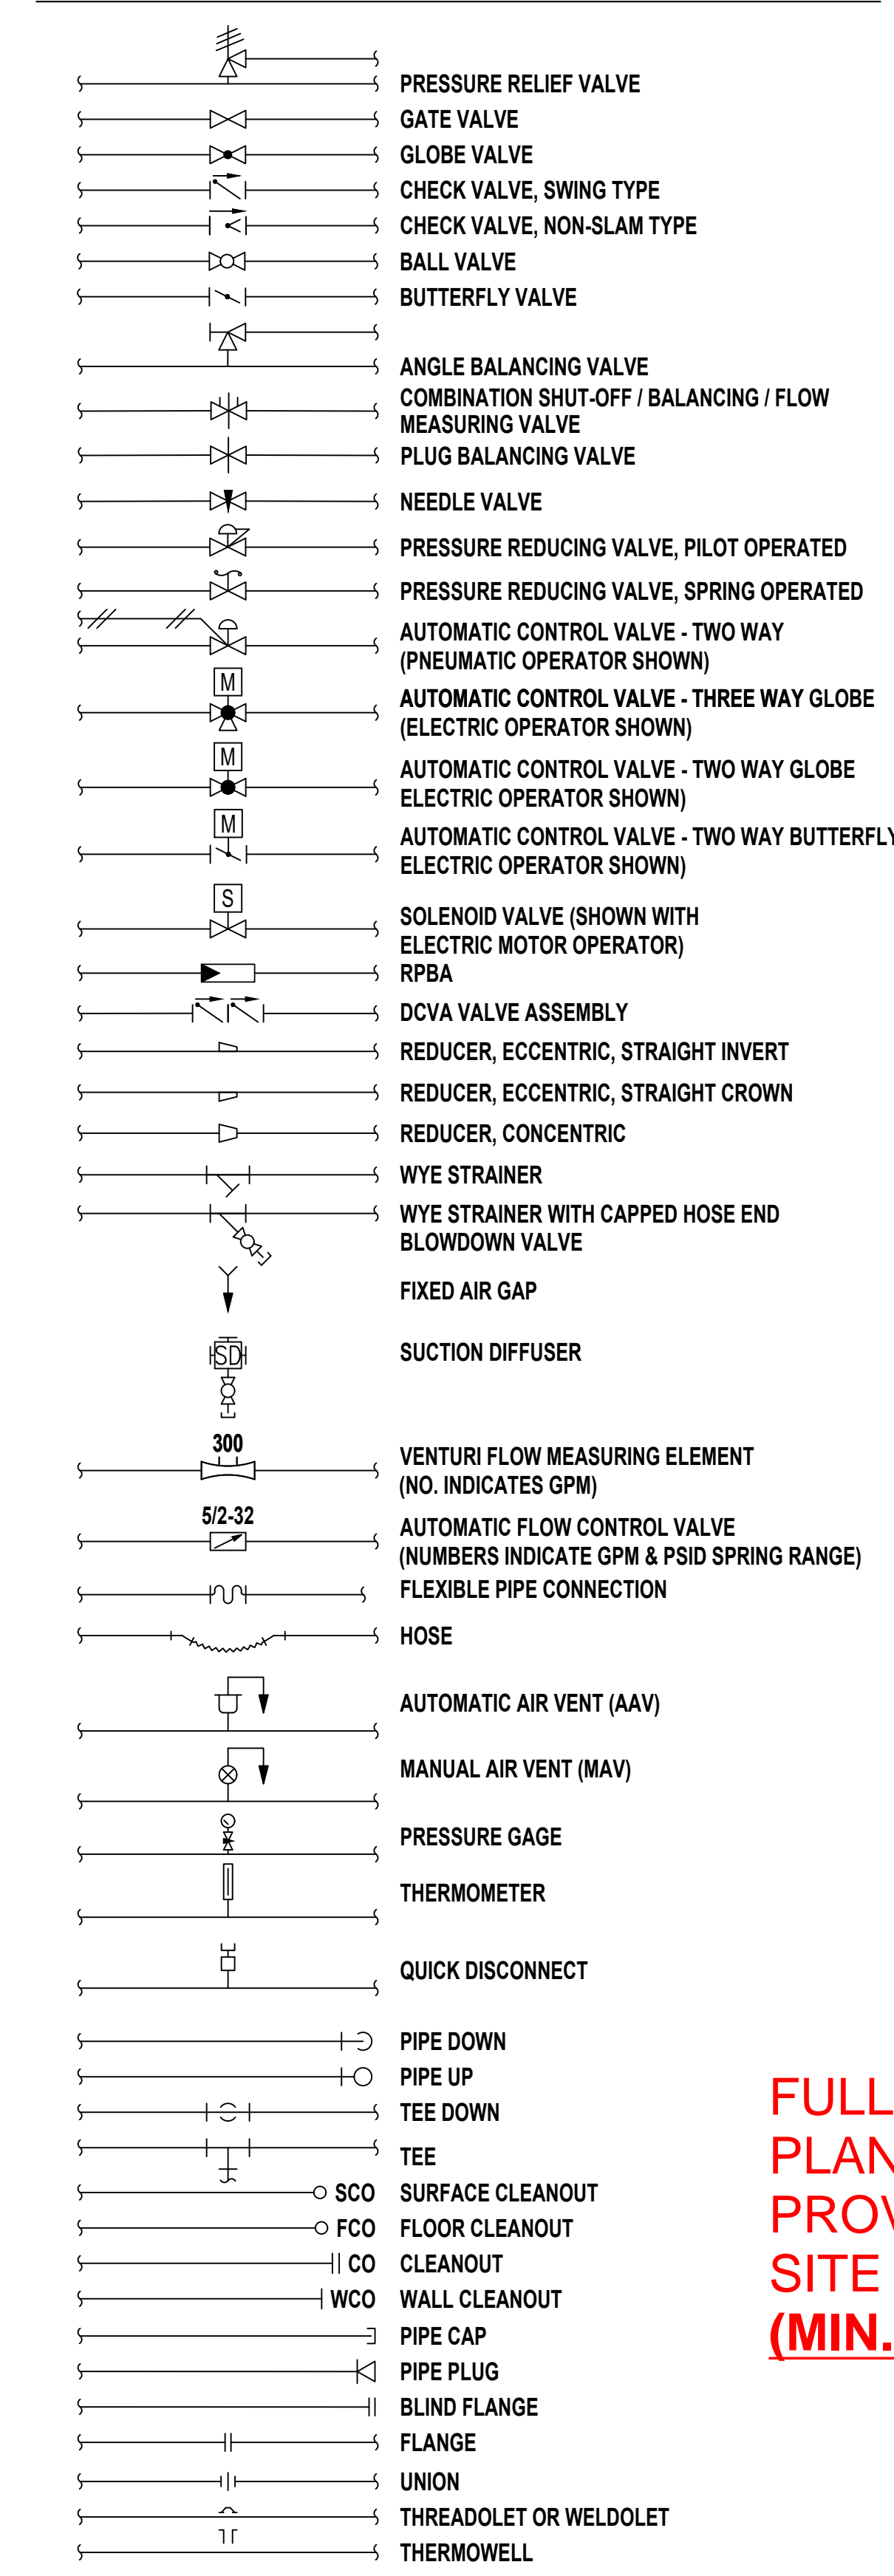 PRESSURE RELIEF VALVE
GATE VALVE
GLOBE VALVE
CHECK VALVE, SWING TYPE
CHECK VALVE, NON-SLAM TYPE
BALL VALVE
BUTTERFLY VALVE
ANGLE BALANCING VALVE
COMBINATION SHUT-OFF / BALANCING / FLOW
MEASURING VALVE
PLUG BALANCING VALVE
NEEDLE VALVE
PRESSURE REDUCING VALVE, PILOT OPERATED
PRESSURE REDUCING VALVE, SPRING OPERATED
AUTOMATIC CONTROL VALVE - TWO WAY
(PNEUMATIC OPERATOR SHOWN)
M
AUTOMATIC CONTROL VALVE - THREE WAY GLOBE
(ELECTRIC OPERATOR SHOWN)
M
AUTOMATIC CONTROL VALVE - TWO WAY GLOBE
ELECTRIC OPERATOR SHOWN)
M
AUTOMATIC CONTROL VALVE - TWO WAY BUTTERFLY
ELECTRIC OPERATOR SHOWN)
S
SOLENOID VALVE (SHOWN WITH
ELECTRIC MOTOR OPERATOR)
RPBA
DCVA VALVE ASSEMBLY
REDUCER, ECCENTRIC, STRAIGHT INVERT
REDUCER, ECCENTRIC, STRAIGHT CROWN
REDUCER, CONCENTRIC
WYE STRAINER
WYE STRAINER WITH CAPPED HOSE END
BLOWDOWN VALVE
FIXED AIR GAP
SD SUCTION DIFFUSER
300
VENTURI FLOW MEASURING ELEMENT
(NO. INDICATES GPM)
5/2-32
AUTOMATIC FLOW CONTROL VALVE
(NUMBERS INDICATE GPM & PSID SPRING RANGE)
FLEXIBLE PIPE CONNECTION
HOSE
AUTOMATIC AIR VENT (AAV)
MANUAL AIR VENT (MAV)
PRESSURE GAGE
THERMOMETER
QUICK DISCONNECT
PIPE DOWN
PIPE UP
TEE DOWN
TEE
SCO SURFACE CLEANOUT
FCO FLOOR CLEANOUT
CO CLEANOUT
WCO WALL CLEANOUT
PIPE CAP
PIPE PLUG
BLIND FLANGE
FLANGE
UNION
THREADOLET OR WELDOLET
THERMOWELL
FULL
PLAN
PROV
SITE
(MIN.